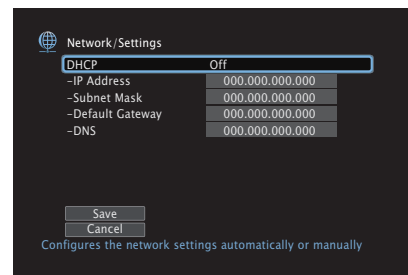 Network/Settings
DHCP Off
-IP Address 000.000.000.000
-Subnet Mask 000.000.000.000
-Default Gateway 000.000.000.000
-DNS 000.000.000.000
Save
Cancel
Configures the network settings automatically or manually